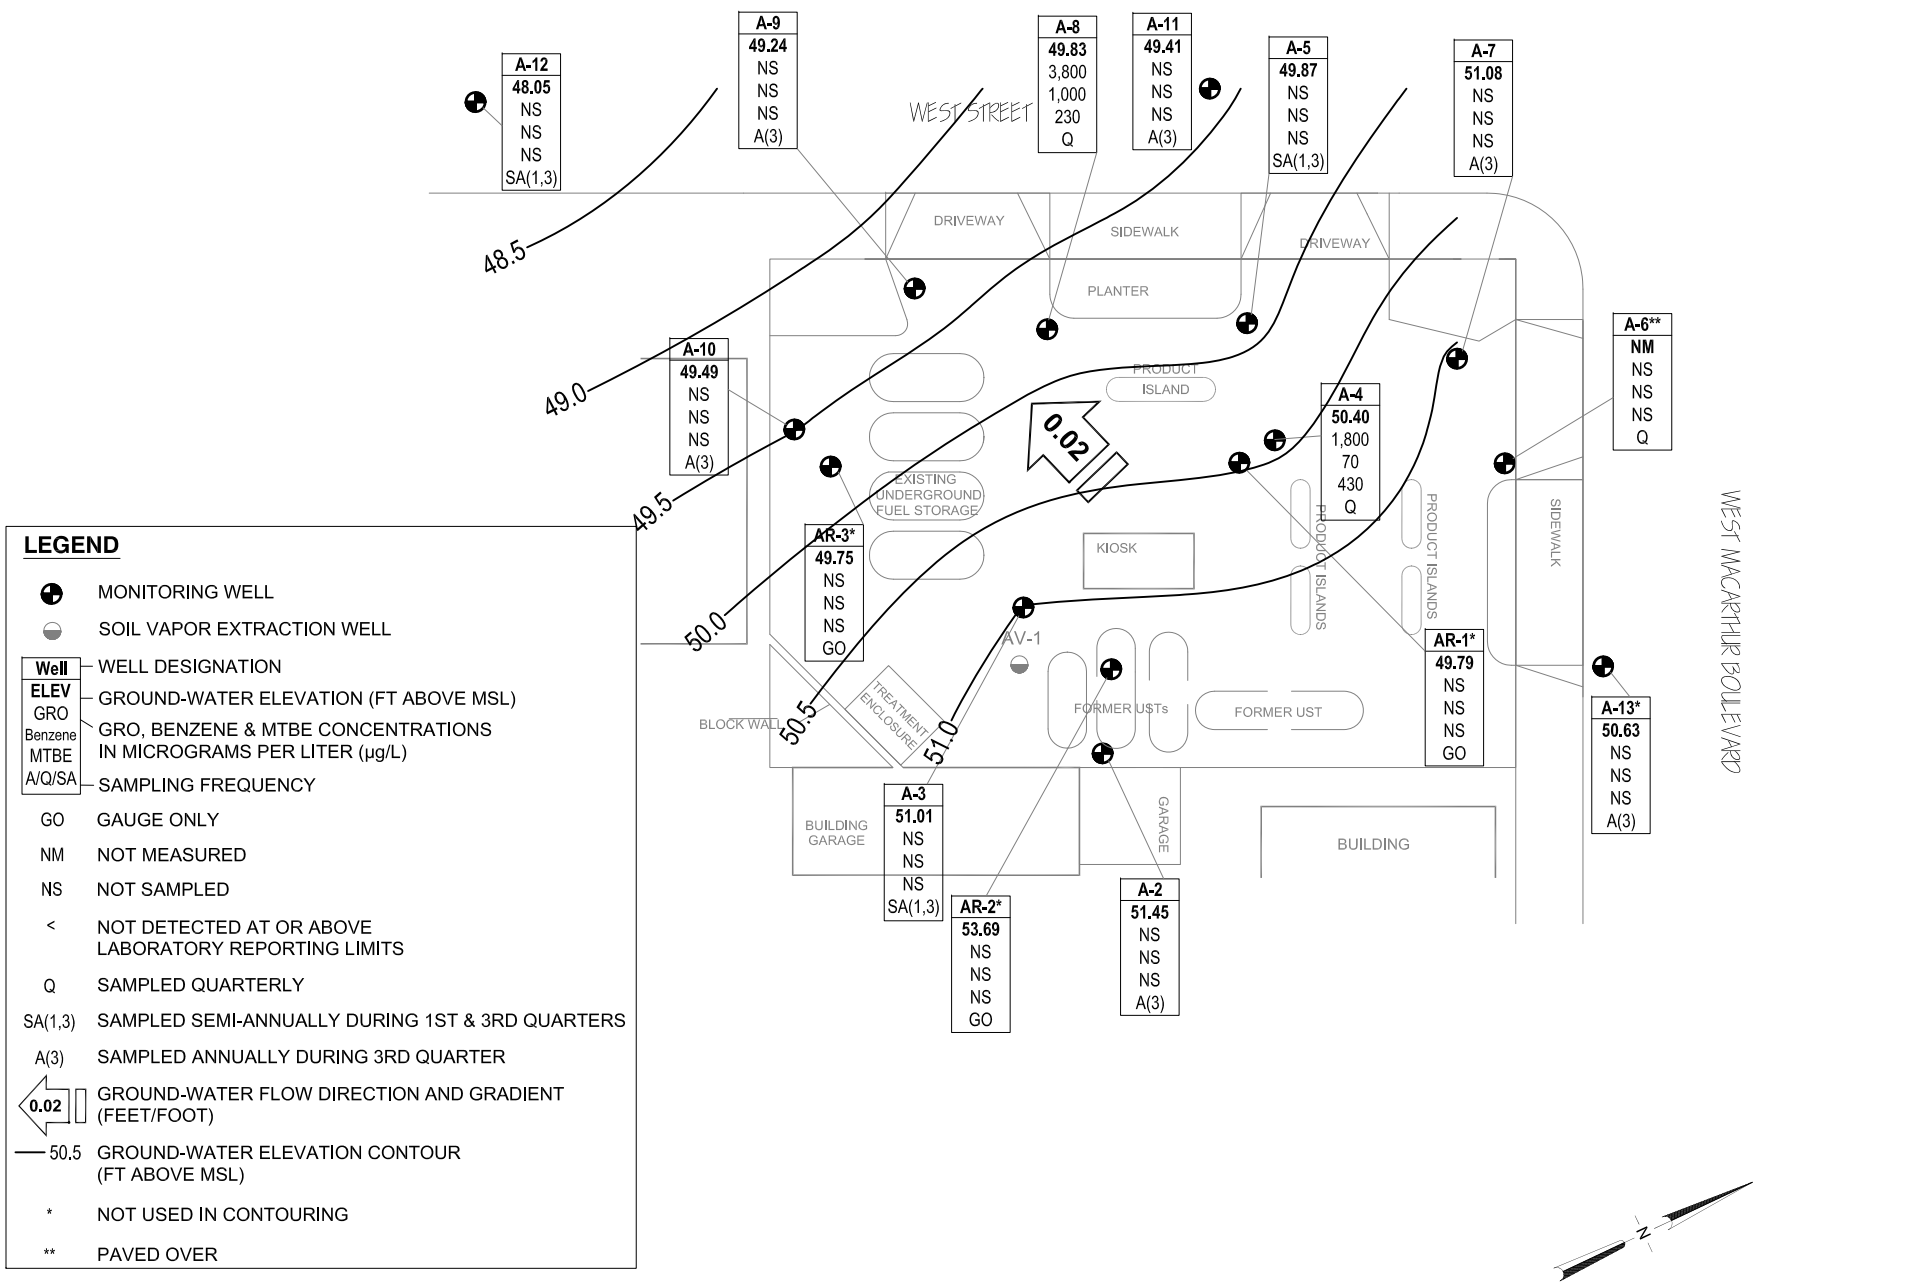 A-12
48.05
NS
NS
NS
SA(1,3)
A-9
49.24
NS
NS
NS
A(3)
WEST STREET
A-8
49.83
3,800
1,000
230
Q
A-11
49.41
NS
NS
NS
A(3)
A-5
49.87
NS
NS
NS
SA(1,3)
A-7
51.08
NS
NS
NS
A(3)
DRIVEWAY
SIDEWALK
DRIVEWAY
48.5
PLANTER
A-6**
NM
NS
NS
NS
Q
A-10
49.49
NS
NS
NS
A(3)
49.0
PRODUCT
ISLAND
0.02
A-4
50.40
1,800
70
430
Q
49.5
EXISTING
UNDERGROUND
FUEL STORAGE
PRODUCT ISLANDS
PRODUCT ISLANDS
SIDEWALK
WEST MACARTHUR BOULEVARD
AR-3*
49.75
NS
NS
NS
GO
KIOSK
50.0
AV-1
AR-1*
49.79
NS
NS
NS
GO
TREATMENT
ENCLOSURE
BLOCK WALL
50.5
51.0
FORMER USTs
FORMER UST
A-13*
50.63
NS
NS
NS
A(3)
BUILDING
GARAGE
A-3
51.01
NS
NS
NS
SA(1,3)
GARAGE
BUILDING
AR-2*
53.69
NS
NS
NS
GO
A-2
51.45
NS
NS
NS
A(3)
LEGEND
MONITORING WELL
SOIL VAPOR EXTRACTION WELL
Well
ELEV
GRO
Benzene
MTBE
A/Q/SA
WELL DESIGNATION
GROUND-WATER ELEVATION (FT ABOVE MSL)
GRO, BENZENE & MTBE CONCENTRATIONS
IN MICROGRAMS PER LITER (µg/L)
SAMPLING FREQUENCY
GO GAUGE ONLY
NM NOT MEASURED
NS NOT SAMPLED
< NOT DETECTED AT OR ABOVE
LABORATORY REPORTING LIMITS
Q SAMPLED QUARTERLY
SA(1,3) SAMPLED SEMI-ANNUALLY DURING 1ST & 3RD QUARTERS
A(3) SAMPLED ANNUALLY DURING 3RD QUARTER
0.02 GROUND-WATER FLOW DIRECTION AND GRADIENT
(FEET/FOOT)
50.5 GROUND-WATER ELEVATION CONTOUR
(FT ABOVE MSL)
* NOT USED IN CONTOURING
** PAVED OVER
N